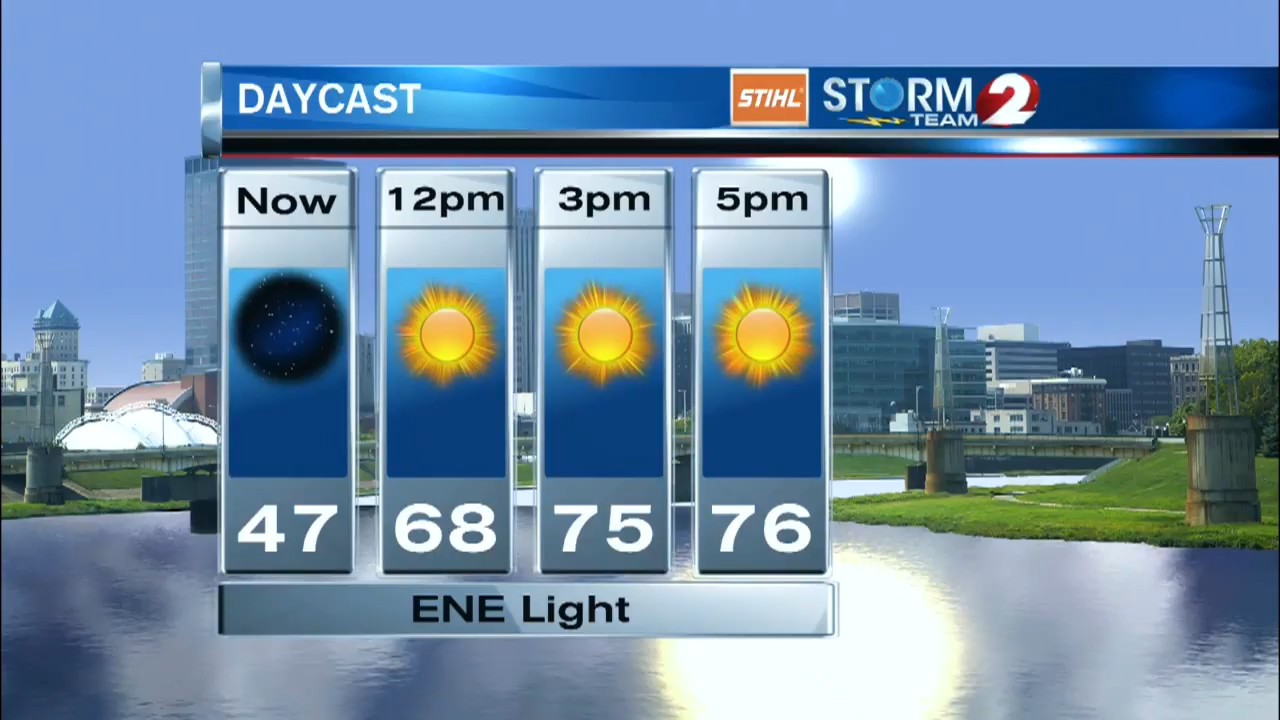 DAYCAST
STIHL
STORM
TEAM 2
Now 12pm 3pm 5pm
47 68 75 76
ENE Light